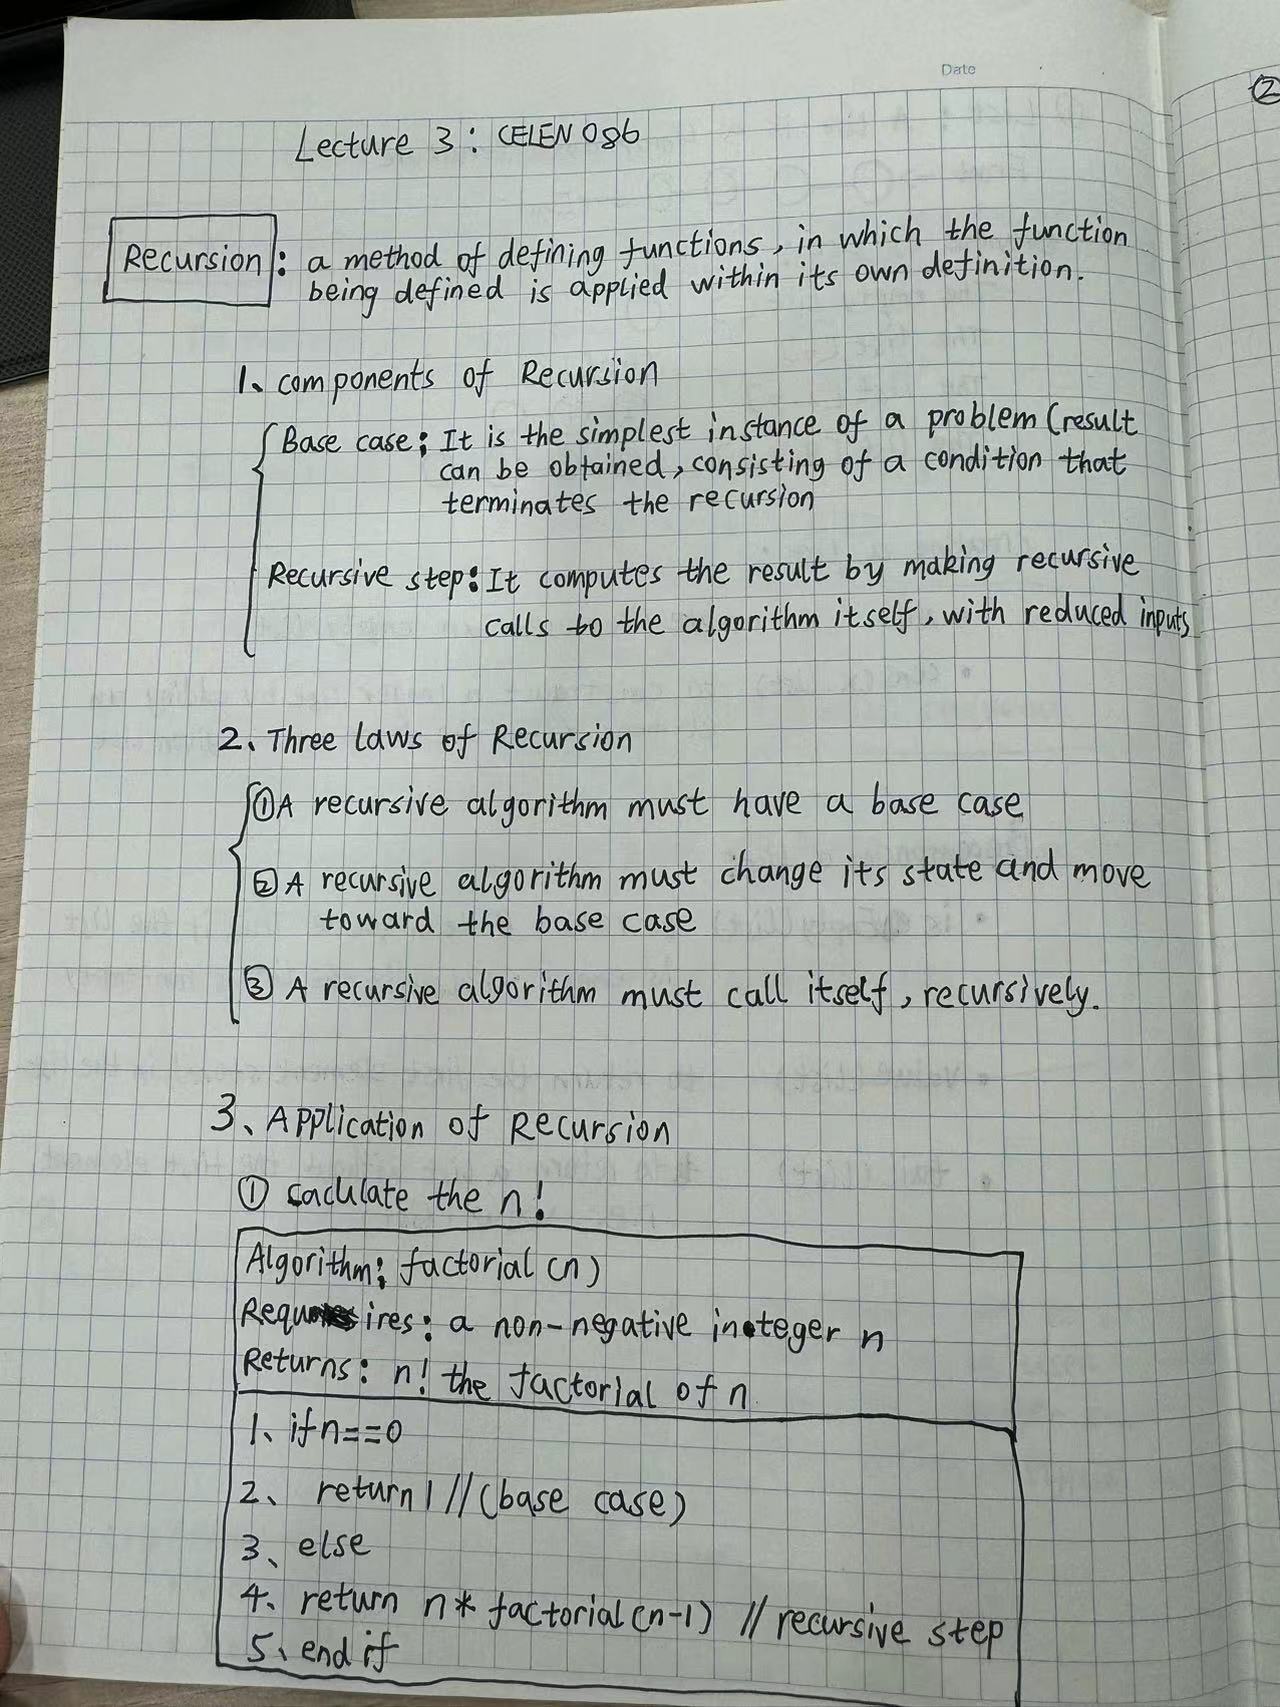 Date
②
Lecture 3: CELEN 086
Recursion: a method of defining functions, in which the function
being defined is applied within its own definition.
1、components of Recursion
Base case: It is the simplest instance of a problem (result
can be obtained, consisting of a condition that
terminates the recursion
Recursive step: It computes the result by making recursive
calls to the algorithm itself, with reduced inputs
2、Three laws of Recursion
①A recursive algorithm must have a base case
②A recursive algorithm must change its state and move
toward the base case
③A recursive algorithm must call itself, recursively.
3、Application of Recursion
① caculate the n!
Algorithm: factorial (n)
Requires: a non-negative integer n
Returns: n! the factorial of n
1、if n==0
2、 return 1 //(base case)
3、else
4、return n* factorial(n-1) // recursive step
5、end if